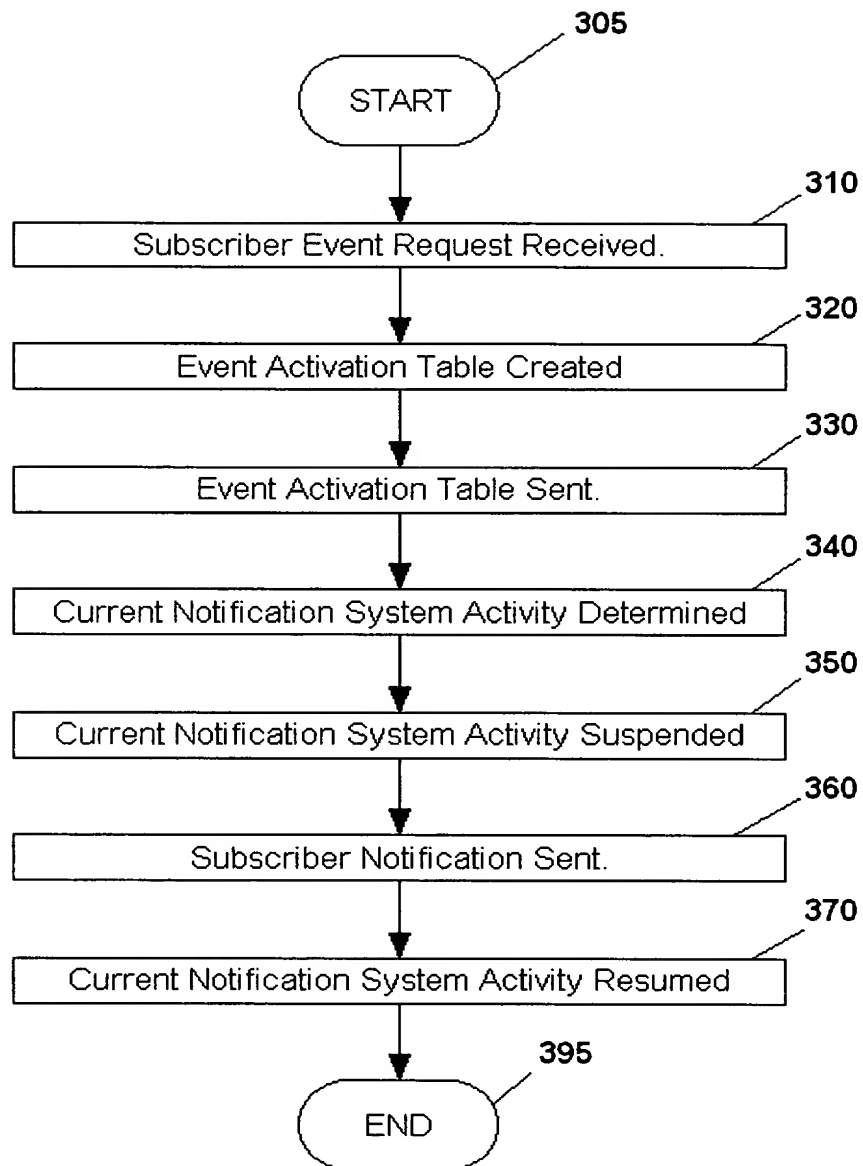 305
START
310
Subscriber Event Request Received.
320
Event Activation Table Created
330
Event Activation Table Sent.
340
Current Notification System Activity Determined
350
Current Notification System Activity Suspended
360
Subscriber Notification Sent.
370
Current Notification System Activity Resumed
395
END